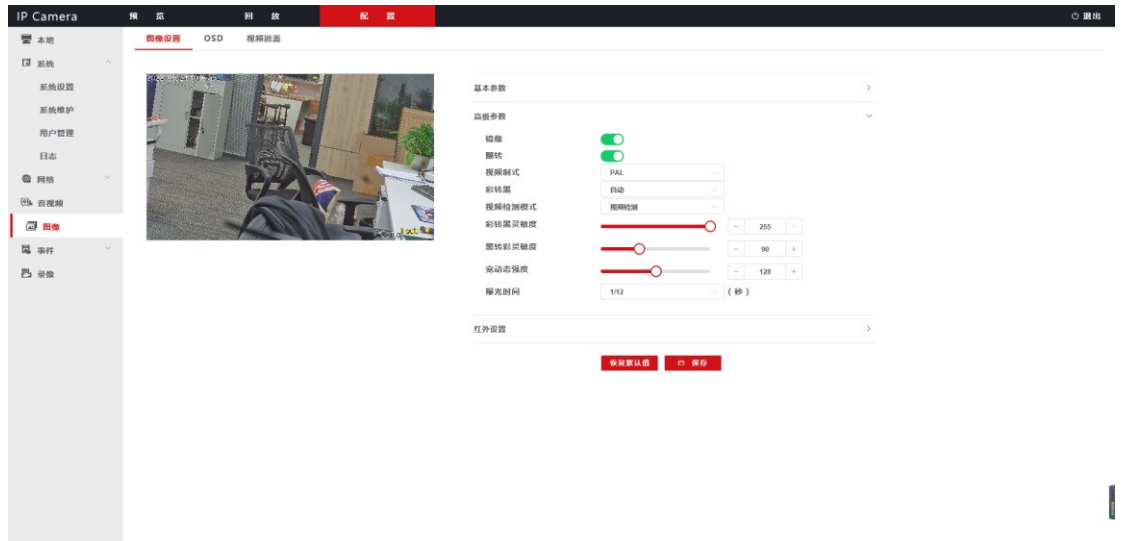 IP Camera 预 览 回 放 配 置 退出
本地
系统
系统设置
系统维护
用户管理
日志
网络
音视频
图像
事件
录像
图像设置 OSD 视频遮盖
基本参数
高级参数
镜像
翻转
视频制式 PAL
彩转黑 自动
视频检测模式 视频检测
彩转黑灵敏度 255
黑转彩灵敏度 90
宽动态强度 128
曝光时间 1/12 (秒)
红外设置
恢复默认值 保存